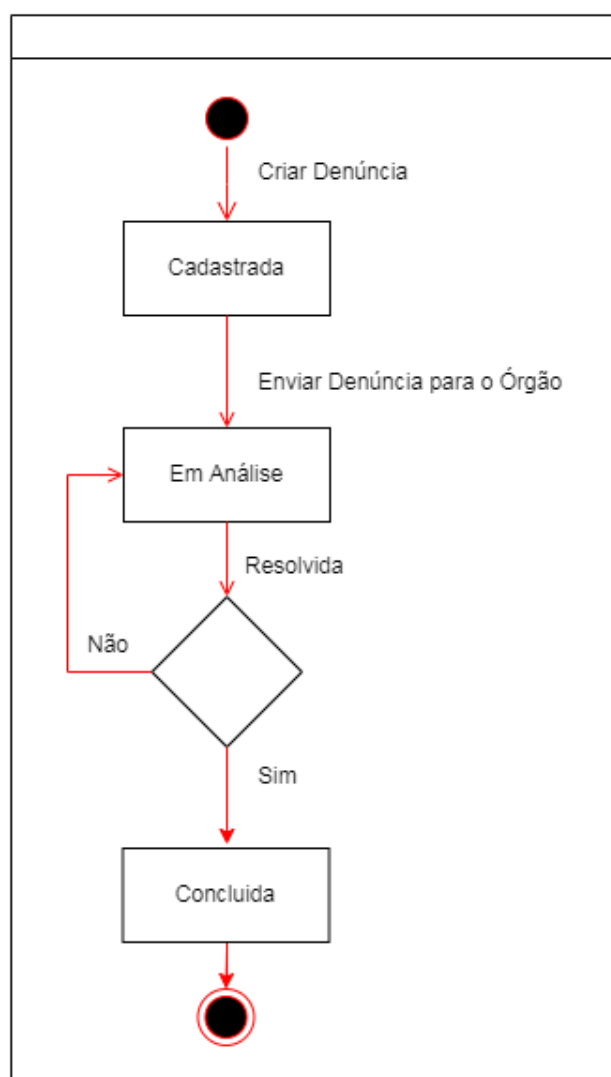 Criar Denúncia
Cadastrada
Enviar Denúncia para o Órgão
Em Análise
Resolvida
Não
Sim
Concluida